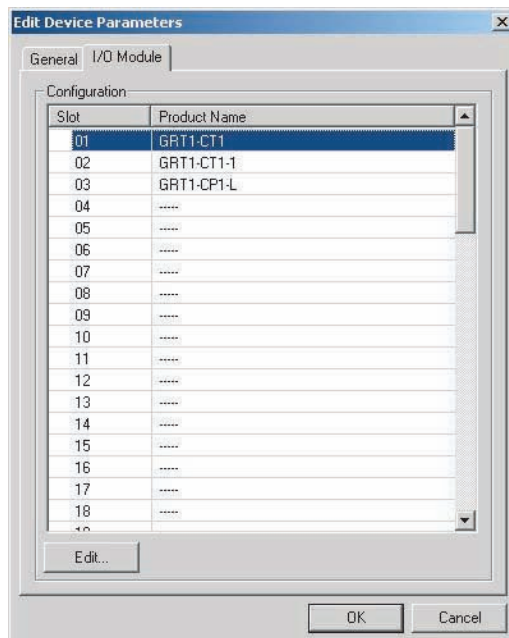 Edit Device Parameters
General I/O Module
Configuration
Slot Product Name
01 GRT1-CT1
02 GRT1-CT1-1
03 GRT1-CP1-L
04 -----
05 -----
06 -----
07 -----
08 -----
09 -----
10 -----
11 -----
12 -----
13 -----
14 -----
15 -----
16 -----
17 -----
18 -----
Edit...
OK Cancel